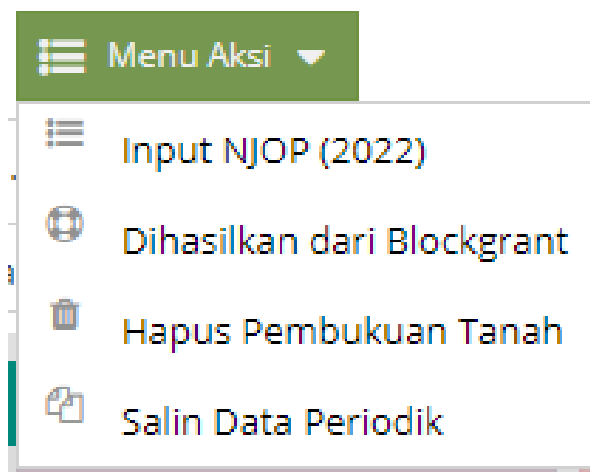 Menu Aksi
Input NJOP (2022)
Dihasilkan dari Blockgrant
Hapus Pembukuan Tanah
Salin Data Periodik